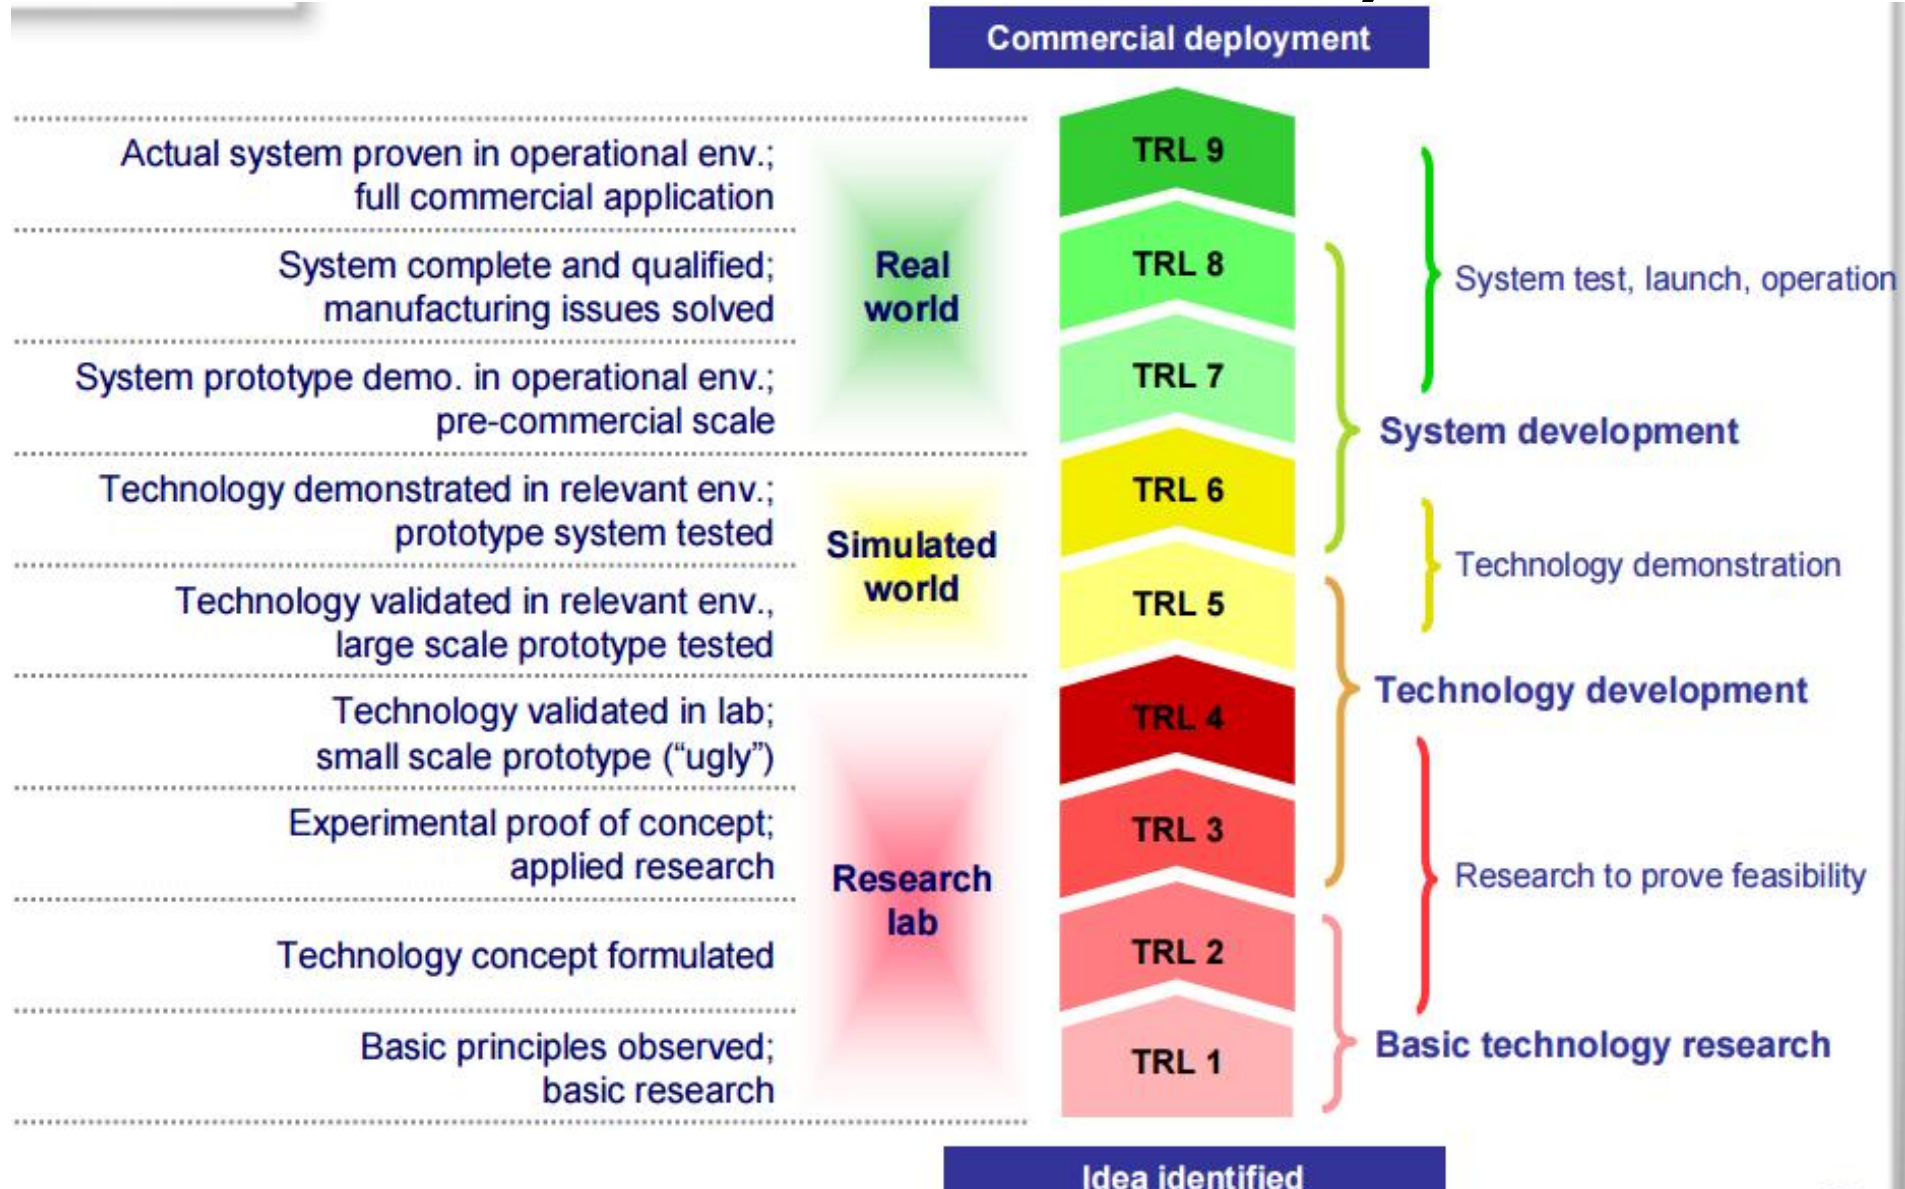 Commercial deployment
Actual system proven in operational env.;
full commercial application
System complete and qualified;
manufacturing issues solved
System prototype demo. in operational env.;
pre-commercial scale
Technology demonstrated in relevant env.;
prototype system tested
Technology validated in relevant env.,
large scale prototype tested
Technology validated in lab;
small scale prototype (“ugly”)
Experimental proof of concept;
applied research
Technology concept formulated
Basic principles observed;
basic research
Real
world
Simulated
world
Research
lab
TRL 9
TRL 8
TRL 7
TRL 6
TRL 5
TRL 4
TRL 3
TRL 2
TRL 1
System test, launch, operation
System development
Technology demonstration
Technology development
Research to prove feasibility
Basic technology research
Idea identified